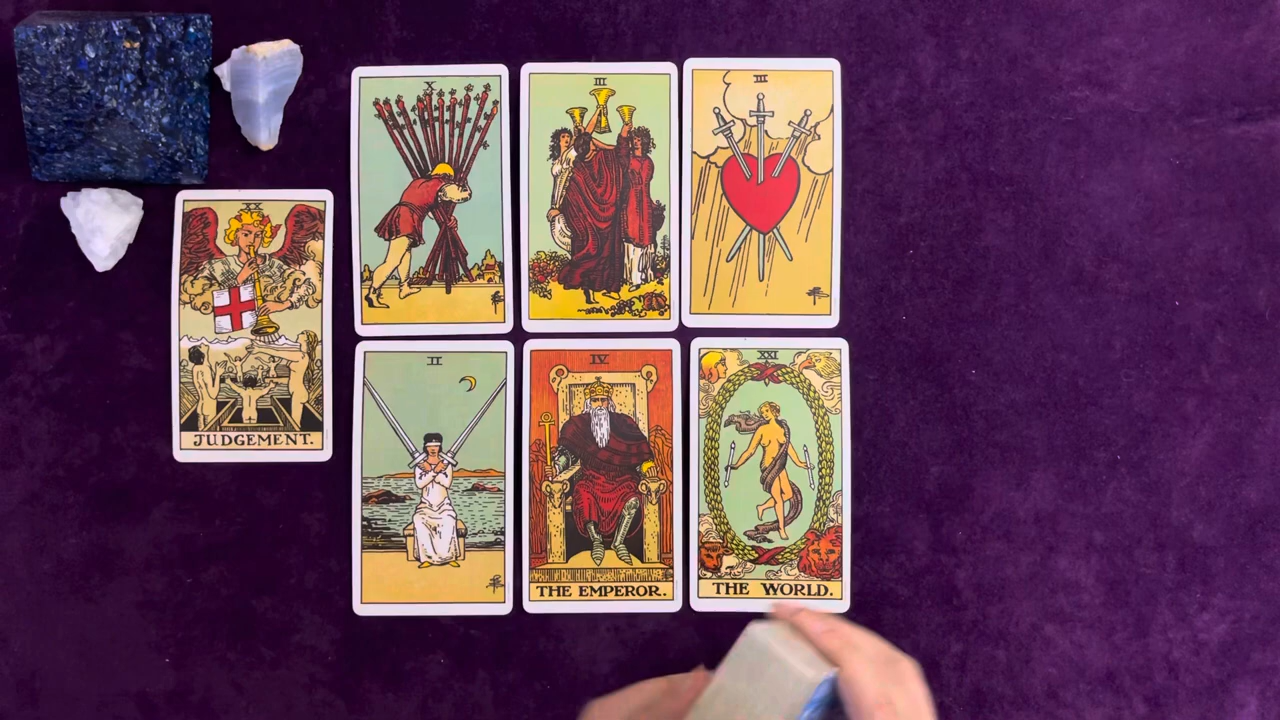 X
III
III
XX
JUDGEMENT.
II
IV
THE EMPEROR.
XXI
THE WORLD.